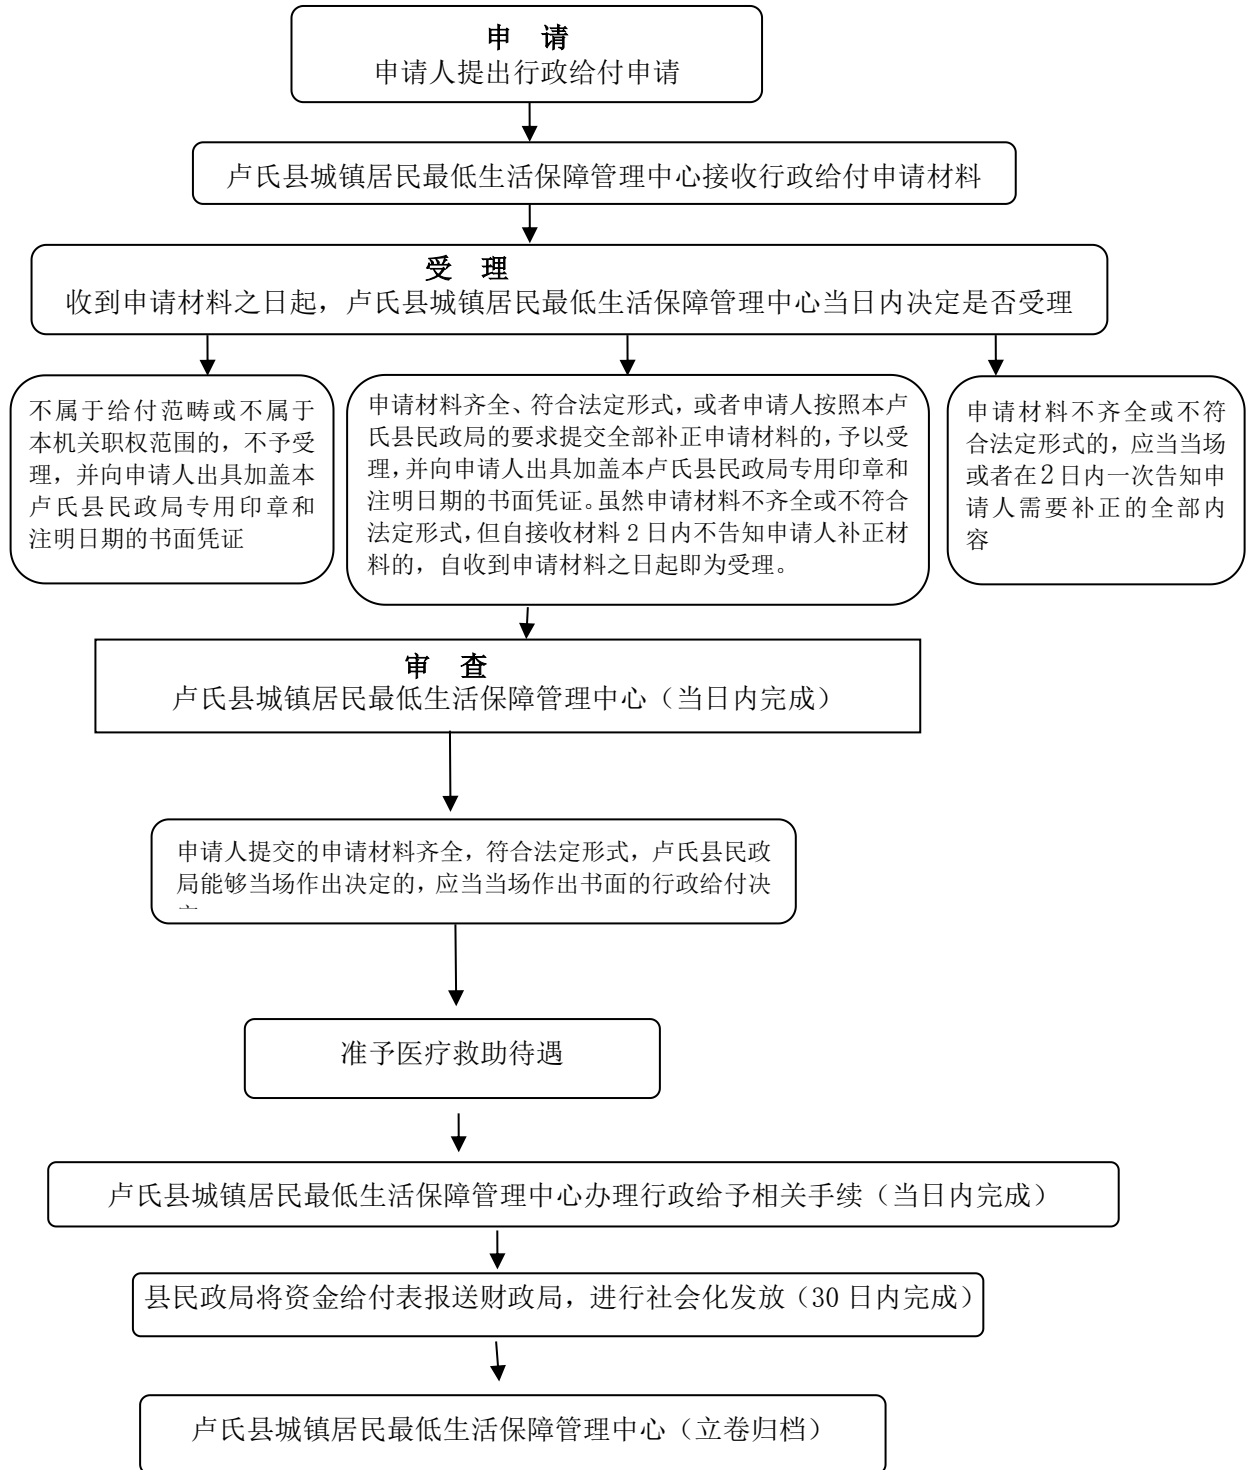 申 请
申请人提出行政给付申请
卢氏县城镇居民最低生活保障管理中心接收行政给付申请材料
受 理
收到申请材料之日起，卢氏县城镇居民最低生活保障管理中心当日内决定是否受理
不属于给付范畴或不属于
本机关职权范围的，不予受
理，并向申请人出具加盖本
卢氏县民政局专用印章和
注明日期的书面凭证
申请材料齐全、符合法定形式，或者申请人按照本卢
氏县民政局的要求提交全部补正申请材料的，予以受
理，并向申请人出具加盖本卢氏县民政局专用印章和
注明日期的书面凭证。虽然申请材料不齐全或不符合
法定形式，但自接收材料 2 日内不告知申请人补正材
料的，自收到申请材料之日起即为受理。
申请材料不齐全或不符
合法定形式的，应当当场
或者在2日内一次告知申
请人需要补正的全部内
容
审 查
卢氏县城镇居民最低生活保障管理中心（当日内完成）
申请人提交的申请材料齐全，符合法定形式，卢氏县民政
局能够当场作出决定的，应当当场作出书面的行政给付决
准予医疗救助待遇
卢氏县城镇居民最低生活保障管理中心办理行政给予相关手续（当日内完成）
县民政局将资金给付表报送财政局，进行社会化发放（30 日内完成）
卢氏县城镇居民最低生活保障管理中心（立卷归档）